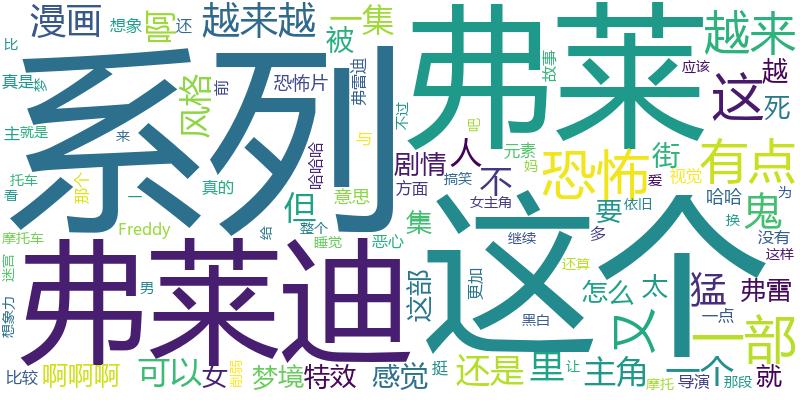 系列
弗莱
这个
弗莱迪
漫画
想象
啊
还
越来越
一集
被
越来
比
真是
梦
风格
前
恐怖片
弗雷迪
故事
应该
这
越
死
主
就是
来
与
不过
吧
托车
那个
真的
哈哈哈
剧情
人
元素
妈
恐怖
街
有点
看
一
意思
方面
搞笑
不
爱
视觉
哈哈
鬼
为
摩托车
Freddy
给
整个
但
集
女主角
要
依旧
换
没有
迷宫
睡觉
恶心
继续
多
这样
想象力
男
这部
更加
还算
怎么
太
猛
弗雷
黑白
又
一点
一部
比较
啊啊啊
可以
女
削弱
梦境
特效
感觉
挺
还是
里
让
主角
摩托
一个
导演
那段
就